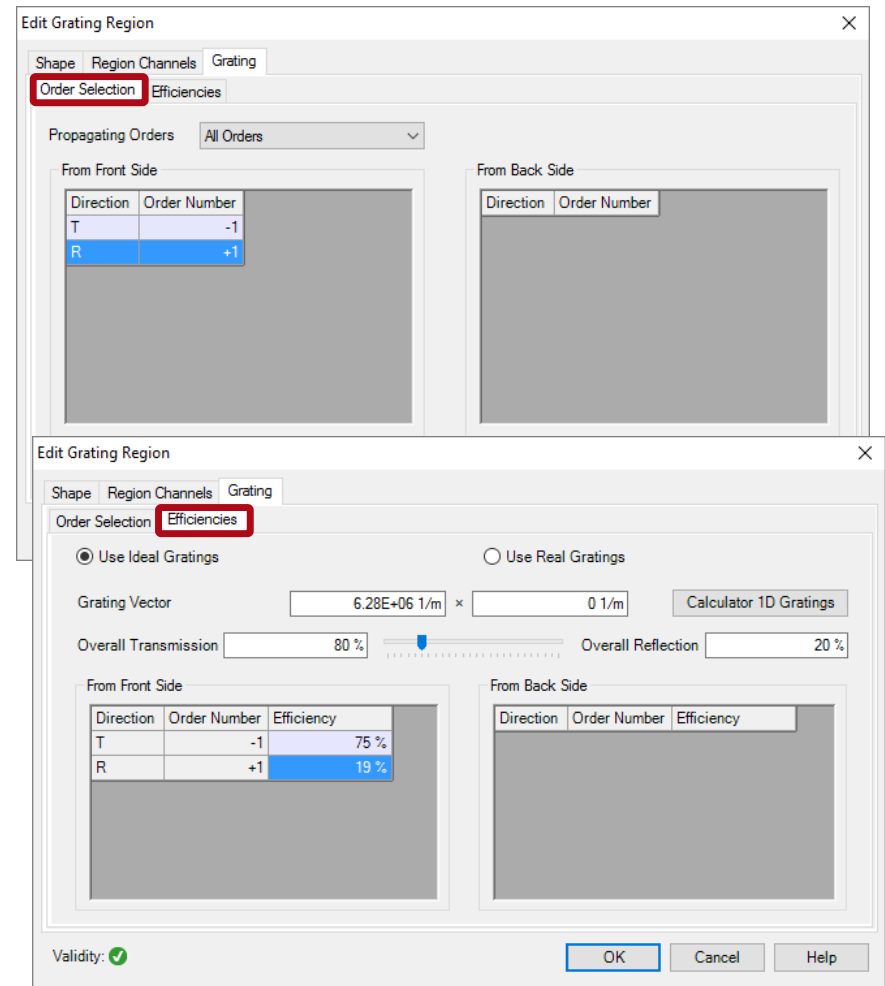 Edit Grating Region
Shape Region Channels Grating
Order Selection Efficiencies
Propagating Orders All Orders
From Front Side From Back Side
Direction Order Number Direction Order Number
T -1
R +1
Edit Grating Region
Shape Region Channels Grating
Order Selection Efficiencies
Use Ideal Gratings Use Real Gratings
Grating Vector 6.28E+06 1/m × 0 1/m Calculator 1D Gratings
Overall Transmission 80 % Overall Reflection 20 %
From Front Side From Back Side
Direction Order Number Efficiency Direction Order Number Efficiency
T -1 75 %
R +1 19 %
Validity: OK Cancel Help